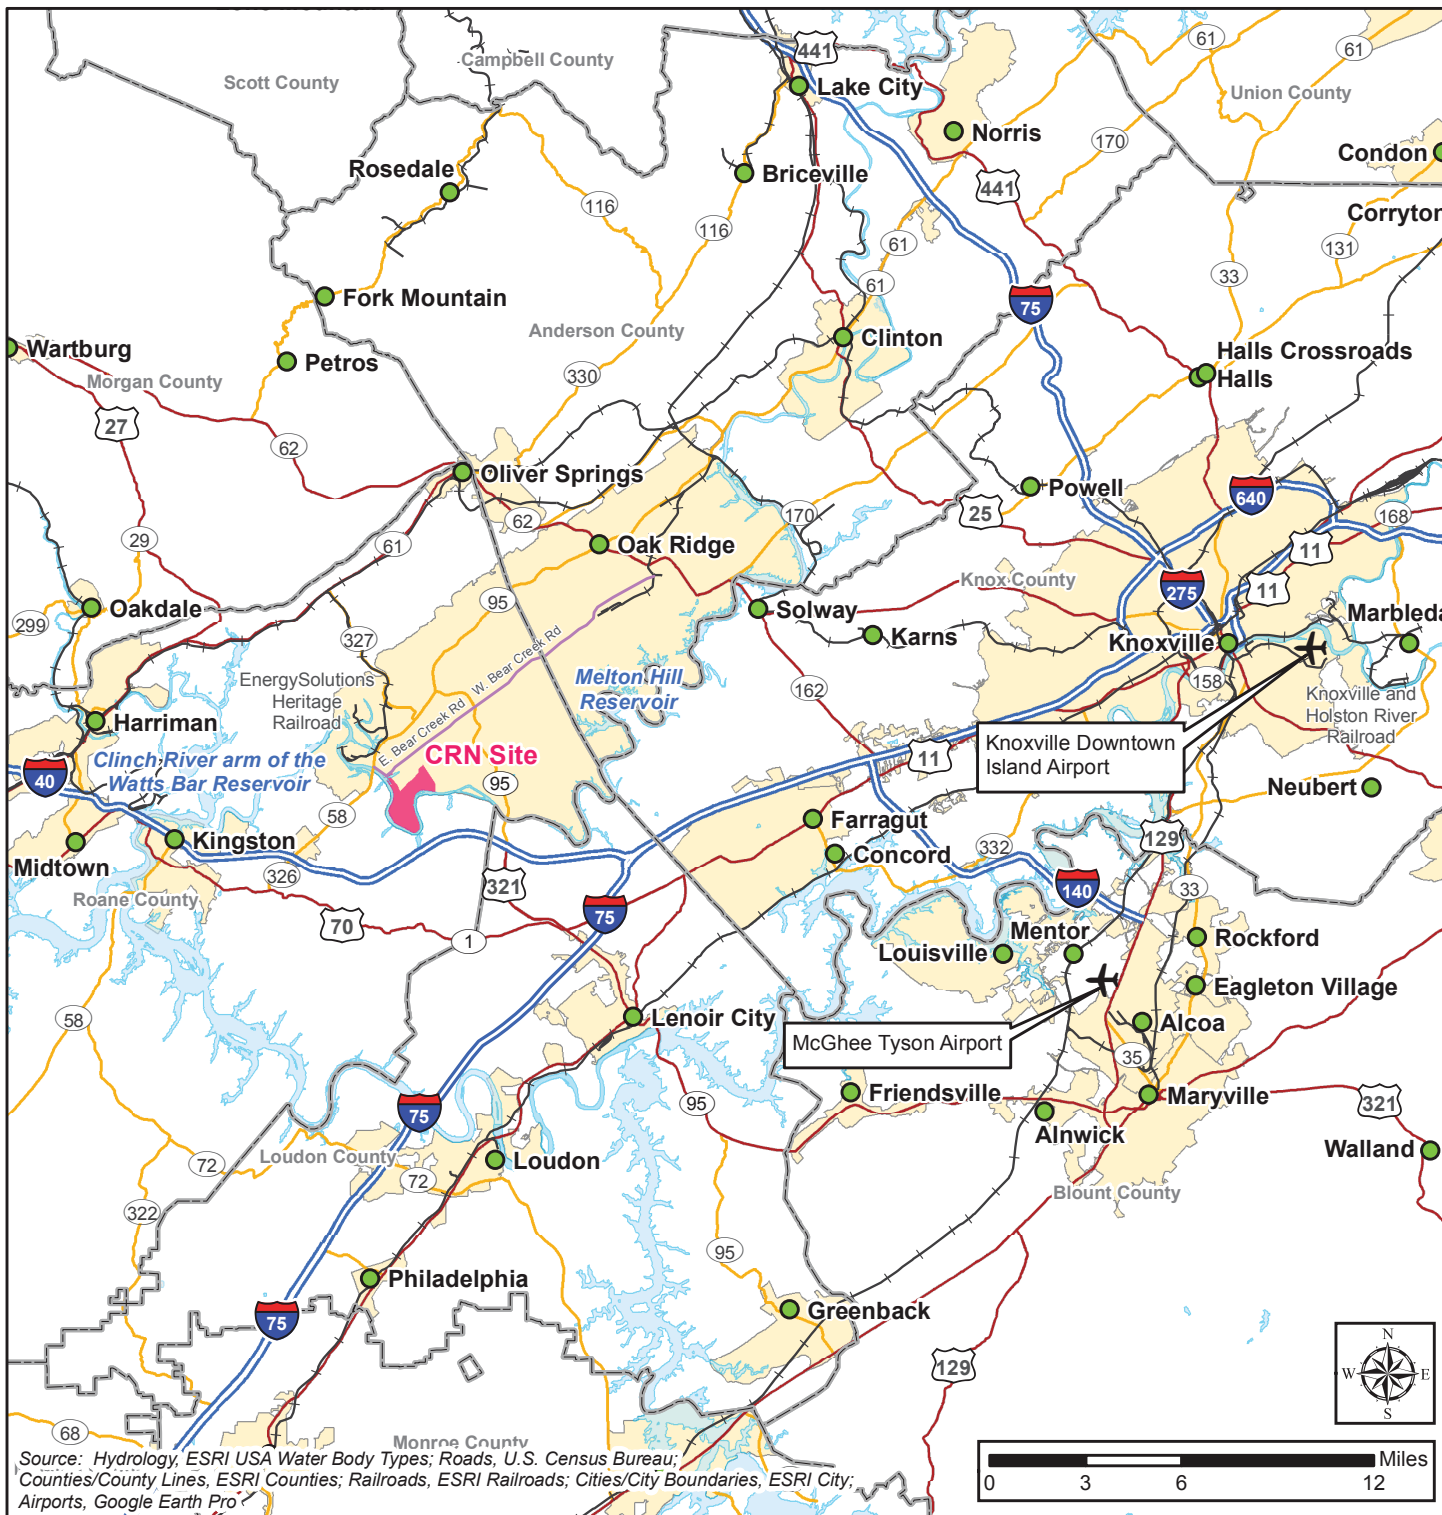 441
Campbell County
61
61
Scott County
Lake City
Union County
Norris
170
Condon
Rosedale
Briceville
441
116
116
Corryton
61
131
33
61
75
Fork Mountain
Anderson County
Clinton
Wartburg
Petros
Halls Crossroads
Halls
Morgan County
330
27
62
Oliver Springs
Powell
640
25
62
170
168
29
61
Oak Ridge
11
Knox County
275
11
95
Oakdale
Solway
299
327
Karns
Knoxville
Marbleda
W. Bear Creek Rd
EnergySolutions
Heritage
Railroad
Melton Hill
Reservoir
162
158
Knoxville and
Holston River
Railroad
Harriman
E. Bear Creek Rd
CRN Site
Knoxville Downtown
Island Airport
Clinch River arm of the
Watts Bar Reservoir
40
95
11
Neubert
58
Farragut
Kingston
129
Midtown
Concord
332
326
321
140
33
Roane County
70
75
1
Mentor
Louisville
Rockford
Eagleton Village
58
Lenoir City
Alcoa
McGhee Tyson Airport
35
Friendsville
Maryville
75
95
321
Alnwick
Walland
Loudon County
72
Loudon
72
Blount County
322
95
Philadelphia
Greenback
75
129
N
W E
S
68
Monroe County
Source: Hydrology, ESRI USA Water Body Types; Roads, U.S. Census Bureau;
Counties/County Lines, ESRI Counties; Railroads, ESRI Railroads; Cities/City Boundaries, ESRI City;
Airports, Google Earth Pro
Miles
0 3 6 12